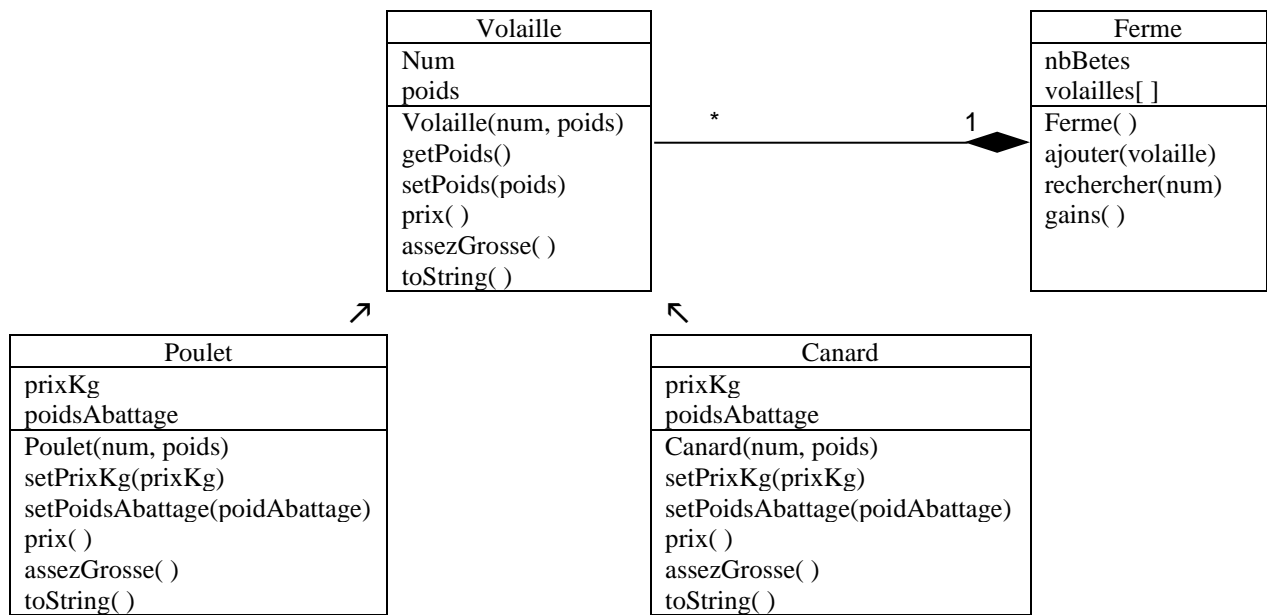 Volaille
Num
poids
Volaille(num, poids)
getPoids()
setPoids(poids)
prix( )
assezGrosse( )
toString( )
*
1
Ferme
nbBetes
volailles[ ]
Ferme( )
ajouter(volaille)
rechercher(num)
gains( )
Poulet
prixKg
poidsAbattage
Poulet(num, poids)
setPrixKg(prixKg)
setPoidsAbattage(poidAbattage)
prix( )
assezGrosse( )
toString( )
Canard
prixKg
poidsAbattage
Canard(num, poids)
setPrixKg(prixKg)
setPoidsAbattage(poidAbattage)
prix( )
assezGrosse( )
toString( )